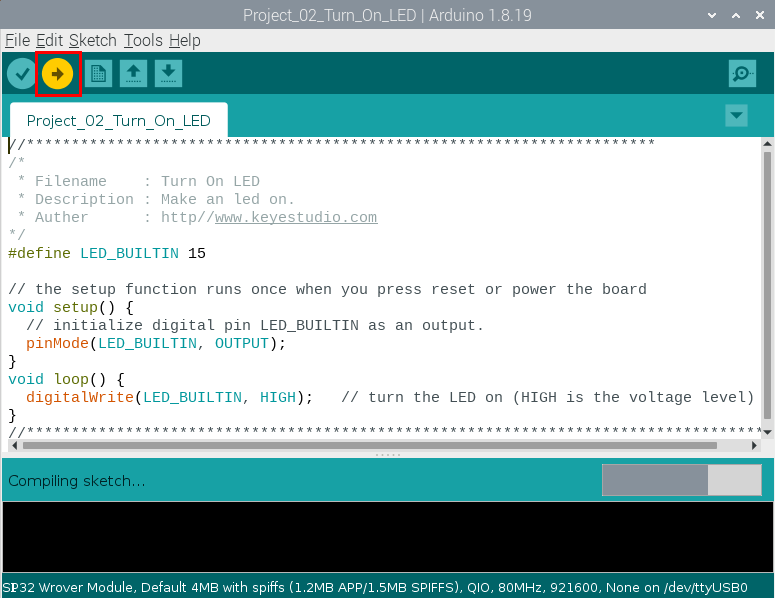 Project_02_Turn_On_LED | Arduino 1.8.19
File Edit Sketch Tools Help
Project_02_Turn_On_LED
//**********************************************************************
/*
 * Filename    : Turn On LED
 * Description : Make an led on.
 * Auther      : http//www.keyestudio.com
*/
#define LED_BUILTIN 15
// the setup function runs once when you press reset or power the board
void setup() {
  // initialize digital pin LED_BUILTIN as an output.
  pinMode(LED_BUILTIN, OUTPUT);
}
void loop() {
  digitalWrite(LED_BUILTIN, HIGH);   // turn the LED on (HIGH is the voltage level)
}
//**********************************************************************************
Compiling sketch...
SP32 Wrover Module, Default 4MB with spiffs (1.2MB APP/1.5MB SPIFFS), QIO, 80MHz, 921600, None on /dev/ttyUSB0